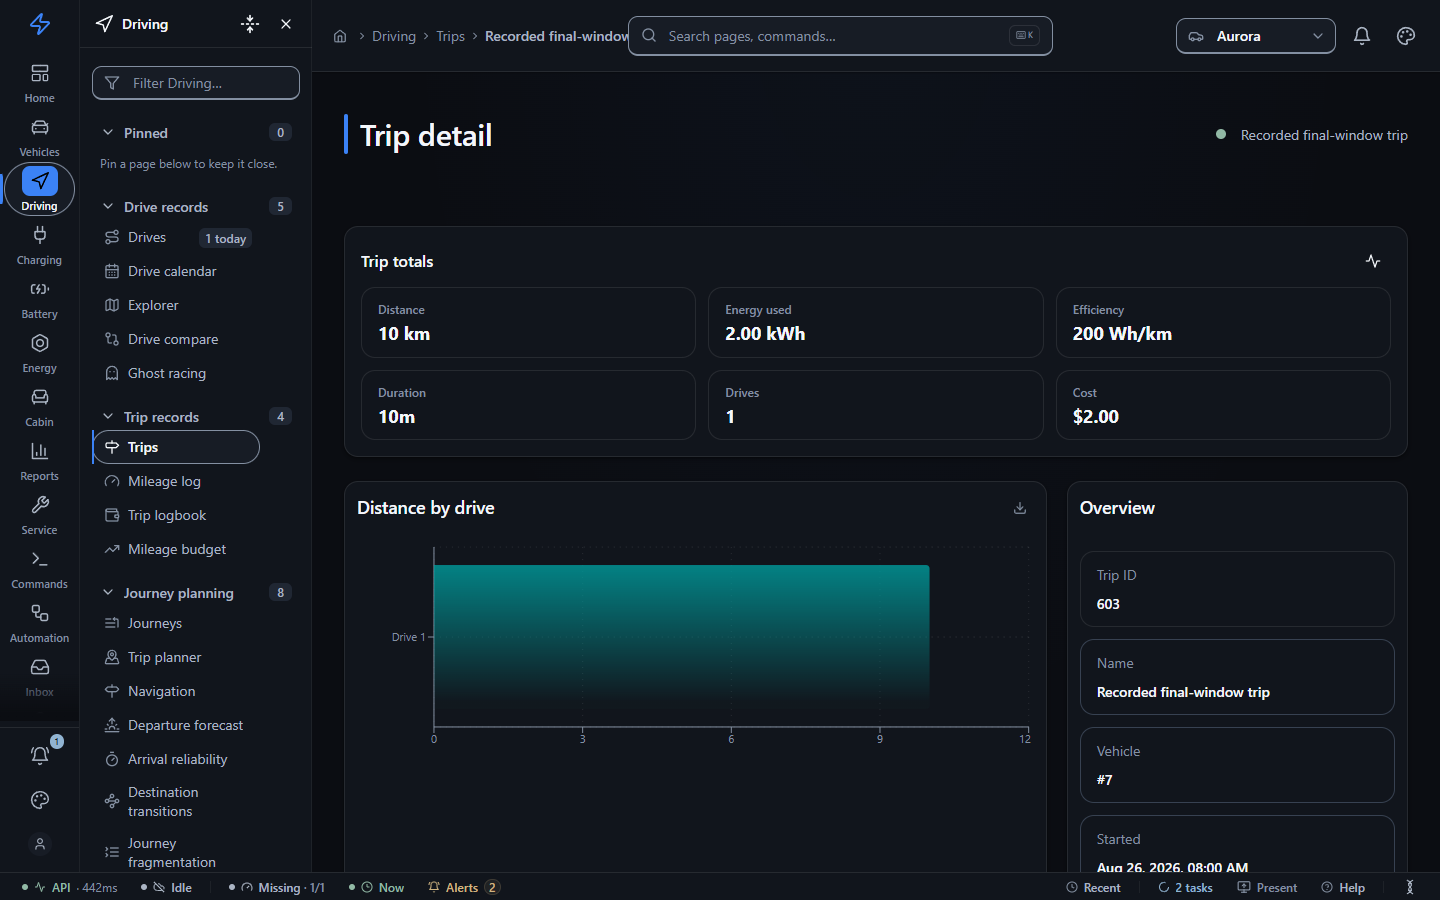 Driving
Driving
Trips
Recorded final-window
Search pages, commands...
K
Aurora
Home
Vehicles
Driving
Charging
Battery
Energy
Cabin
Reports
Service
Commands
Automation
Inbox
1
Filter Driving...
Pinned
0
Pin a page below to keep it close.
Drive records
5
Drives
1 today
Drive calendar
Explorer
Drive compare
Ghost racing
Trip records
4
Trips
Mileage log
Trip logbook
Mileage budget
Journey planning
8
Journeys
Trip planner
Navigation
Departure forecast
Arrival reliability
Destination
transitions
Journey
fragmentation
Trip detail
Recorded final-window trip
Trip totals
Distance
10 km
Energy used
2.00 kWh
Efficiency
200 Wh/km
Duration
10m
Drives
1
Cost
$2.00
Distance by drive
Drive 1
0
3
6
9
12
Overview
Trip ID
603
Name
Recorded final-window trip
Vehicle
#7
Started
Aug 26, 2026, 08:00 AM
API · 442ms
Idle
Missing · 1/1
Now
Alerts 2
Recent
2 tasks
Present
Help